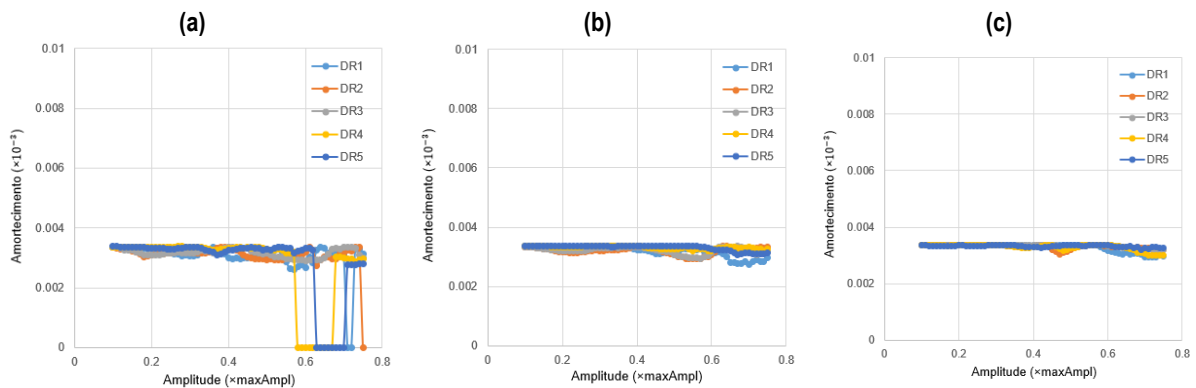 (a)
Amortecimento (×10⁻³)
0.01
0.008
0.006
0.004
0.002
0
0
0.2
0.4
0.6
0.8
Amplitude (×maxAmpl)
DR1
DR2
DR3
DR4
DR5
(b)
Amortecimento (×10⁻³)
0.01
0.008
0.006
0.004
0.002
0
0
0.2
0.4
0.6
0.8
Amplitude (×maxAmpl)
DR1
DR2
DR3
DR4
DR5
(c)
Amortecimento (×10⁻³)
0.01
0.008
0.006
0.004
0.002
0
0
0.2
0.4
0.6
0.8
Amplitude (×maxAmpl)
DR1
DR2
DR3
DR4
DR5